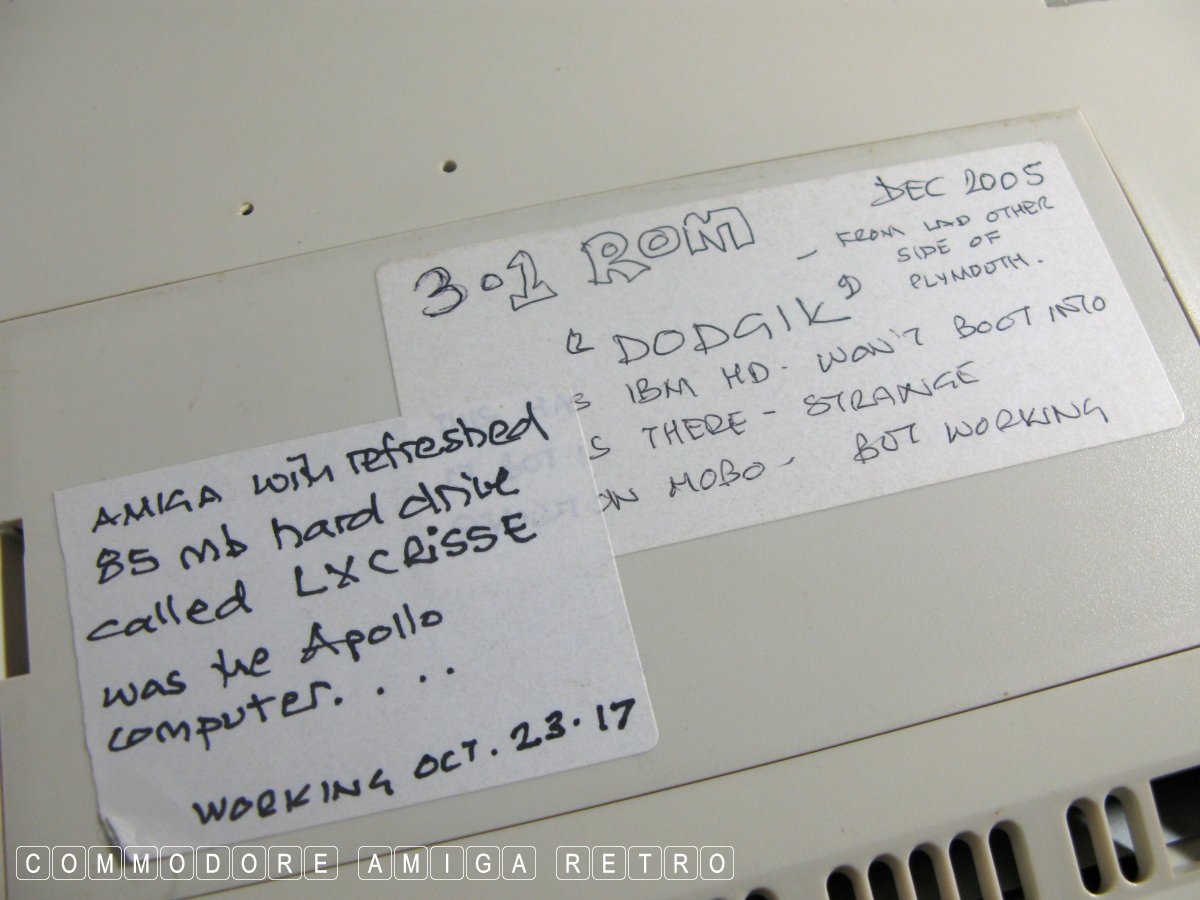 DEC 2005
3.1 ROM
- FROM LAD OTHER
SIDE OF
PLYMOUTH.
DODGIK
IBM HD. WON'T BOOT INTO
S THERE - STRANGE
ON MOBO - BUT WORKING
AMIGA with refreshed
85 mb hard drive
called LXCRISSE
was the Apollo
computer. . . .
WORKING OCT. 23.17
COMMODORE AMIGA RETRO